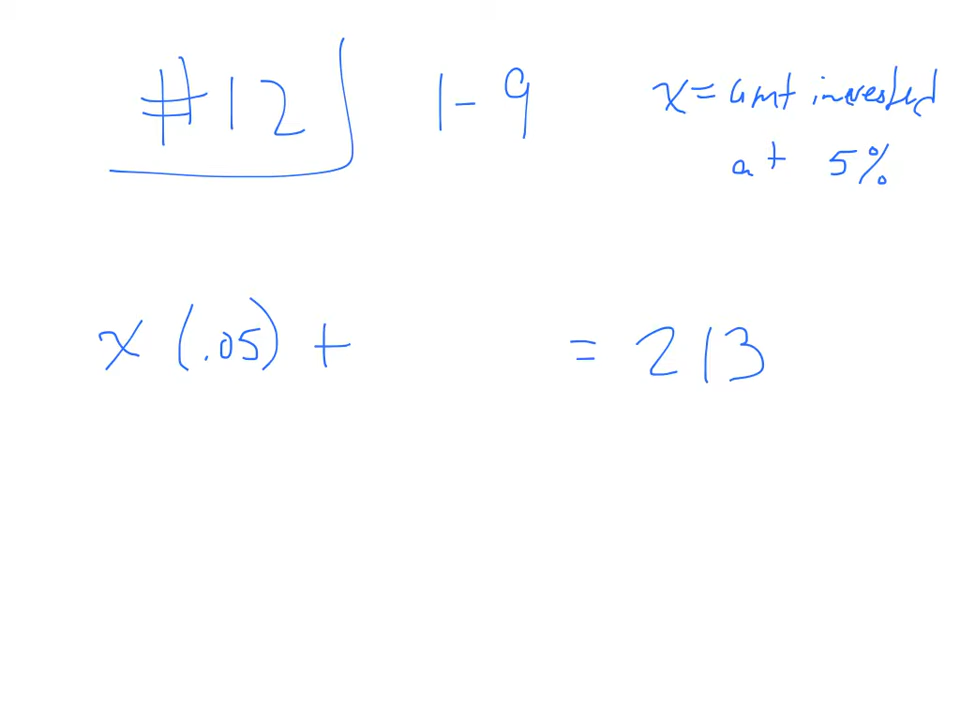 #12 1-9 x = amt invested
at 5%
x (.05) + = 213